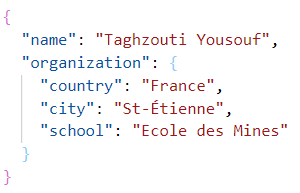 {
  "name": "Taghzouti Yousouf",
  "organization": {
    "country": "France",
    "city": "St-Étienne",
    "school": "Ecole des Mines"
  }
}